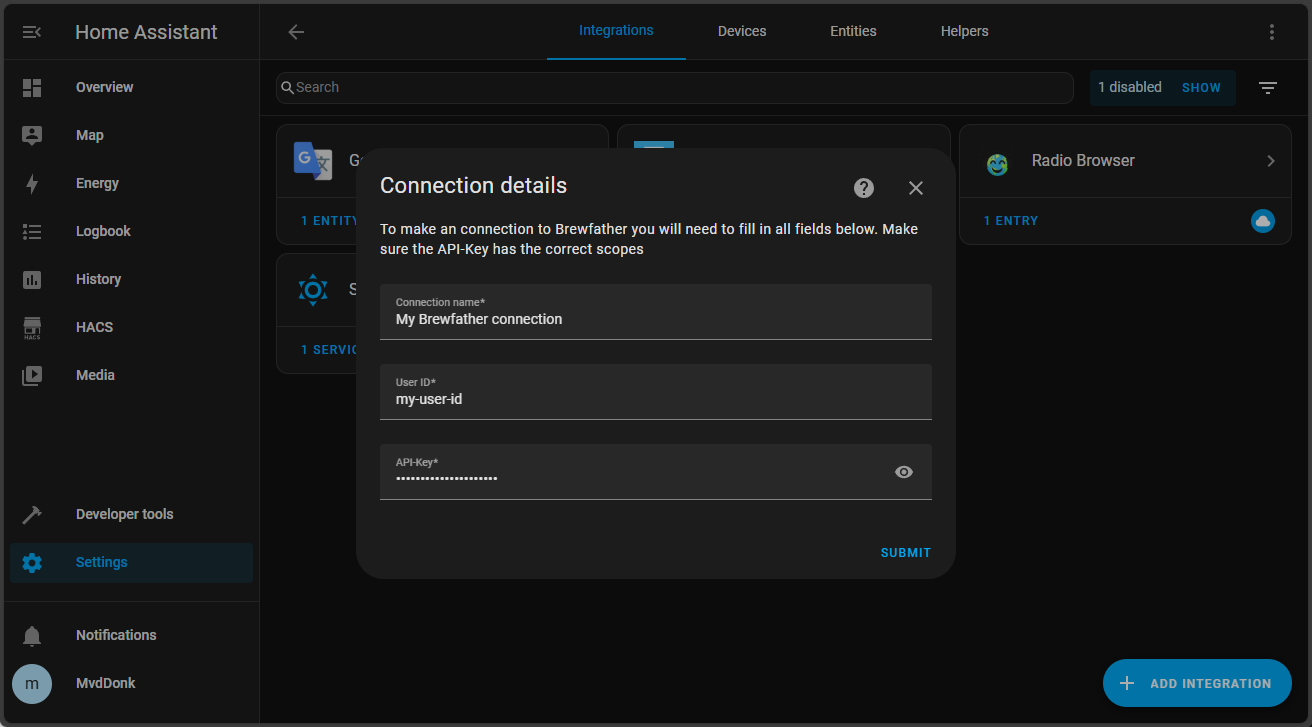 Home Assistant
Integrations
Devices
Entities
Helpers
Overview
Map
Energy
Logbook
History
HACS
HACS
Media
Developer tools
Settings
Notifications
m
MvdDonk
Search
1 disabled
SHOW
G
1 ENTITY
Radio Browser
1 ENTRY
S
1 SERVIC
Connection details
To make an connection to Brewfather you will need to fill in all fields below. Make
sure the API-Key has the correct scopes
Connection name*
My Brewfather connection
User ID*
my-user-id
API-Key*
•••••••••••••••••••••
SUBMIT
ADD INTEGRATION